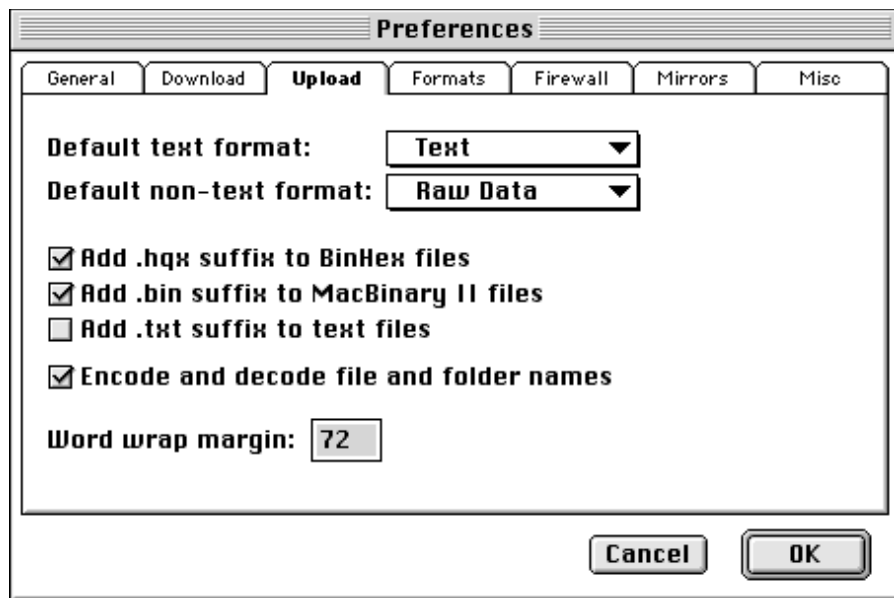 Preferences
General Download Upload Formats Firewall Mirrors Misc
Default text format: Text
Default non-text format: Raw Data
Add .hqx suffix to BinHex files
Add .bin suffix to MacBinary II files
Add .txt suffix to text files
Encode and decode file and folder names
Word wrap margin: 72
Cancel OK